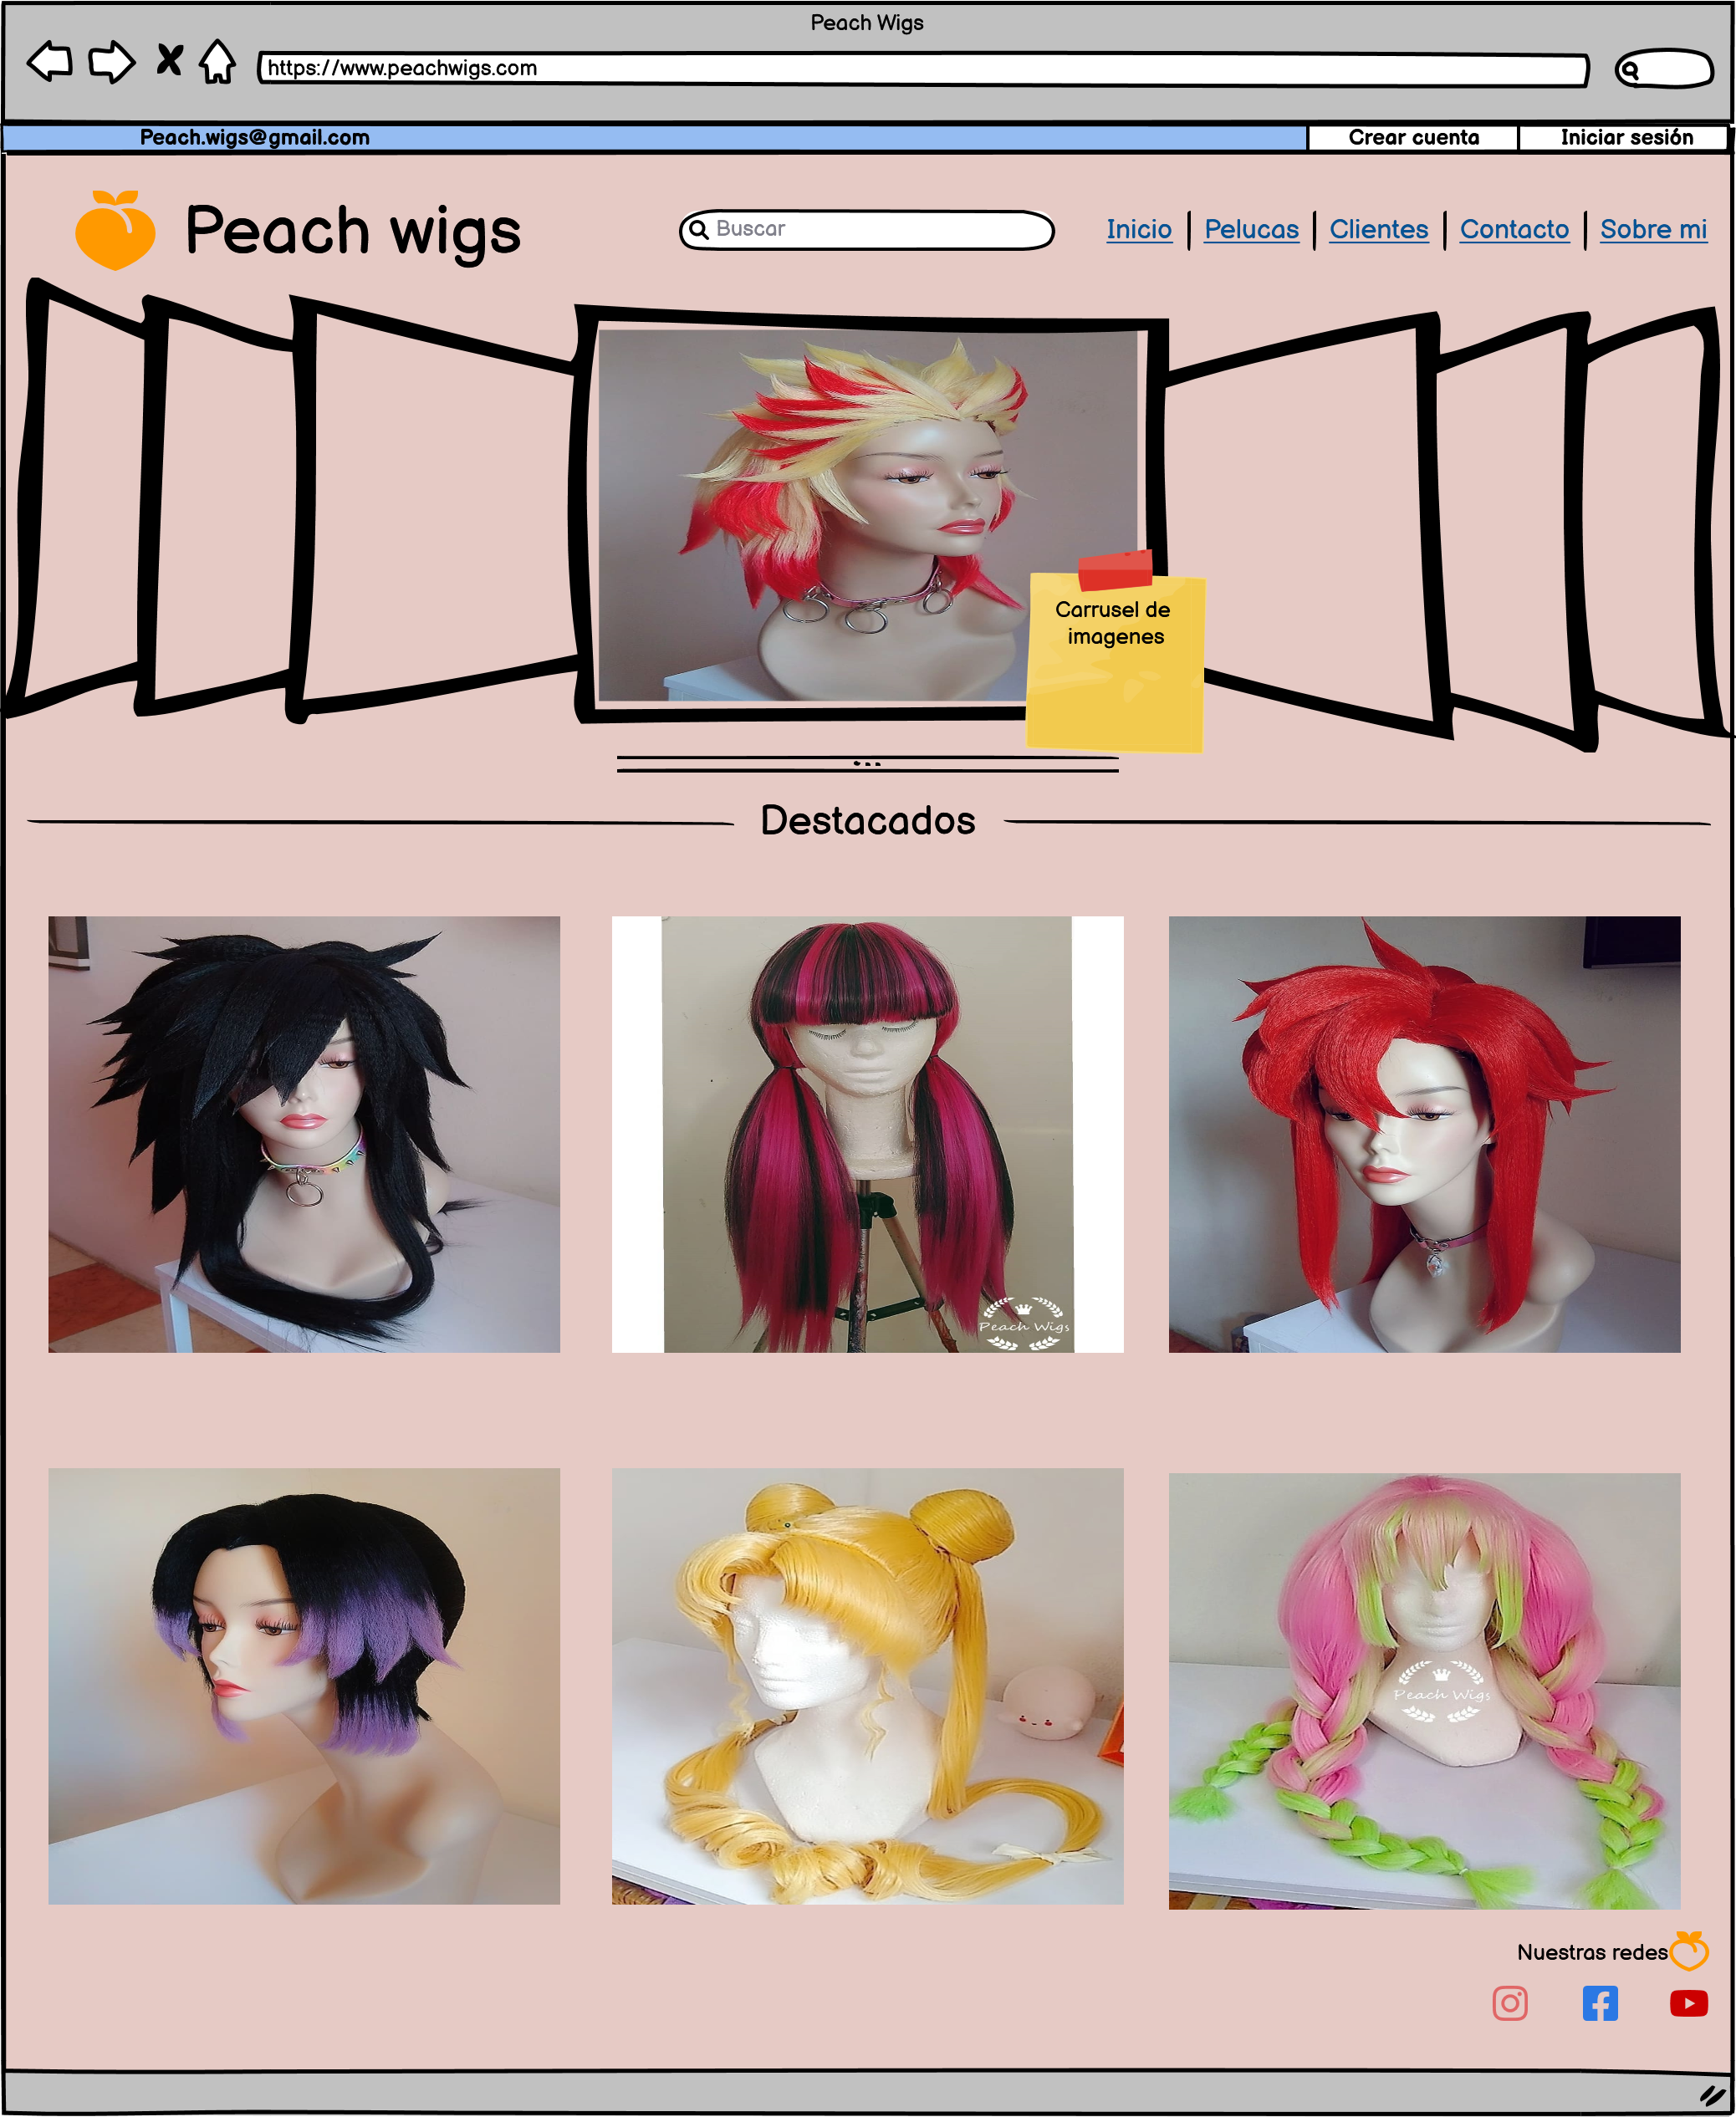 Peach Wigs
https://www.peachwigs.com
Peach.wigs@gmail.com
Crear cuenta
Iniciar sesión
Peach wigs
Buscar
Inicio
Pelucas
Clientes
Contacto
Sobre mi
Carrusel de
imagenes
Destacados
Peach Wigs
Peach Wigs
Nuestras redes